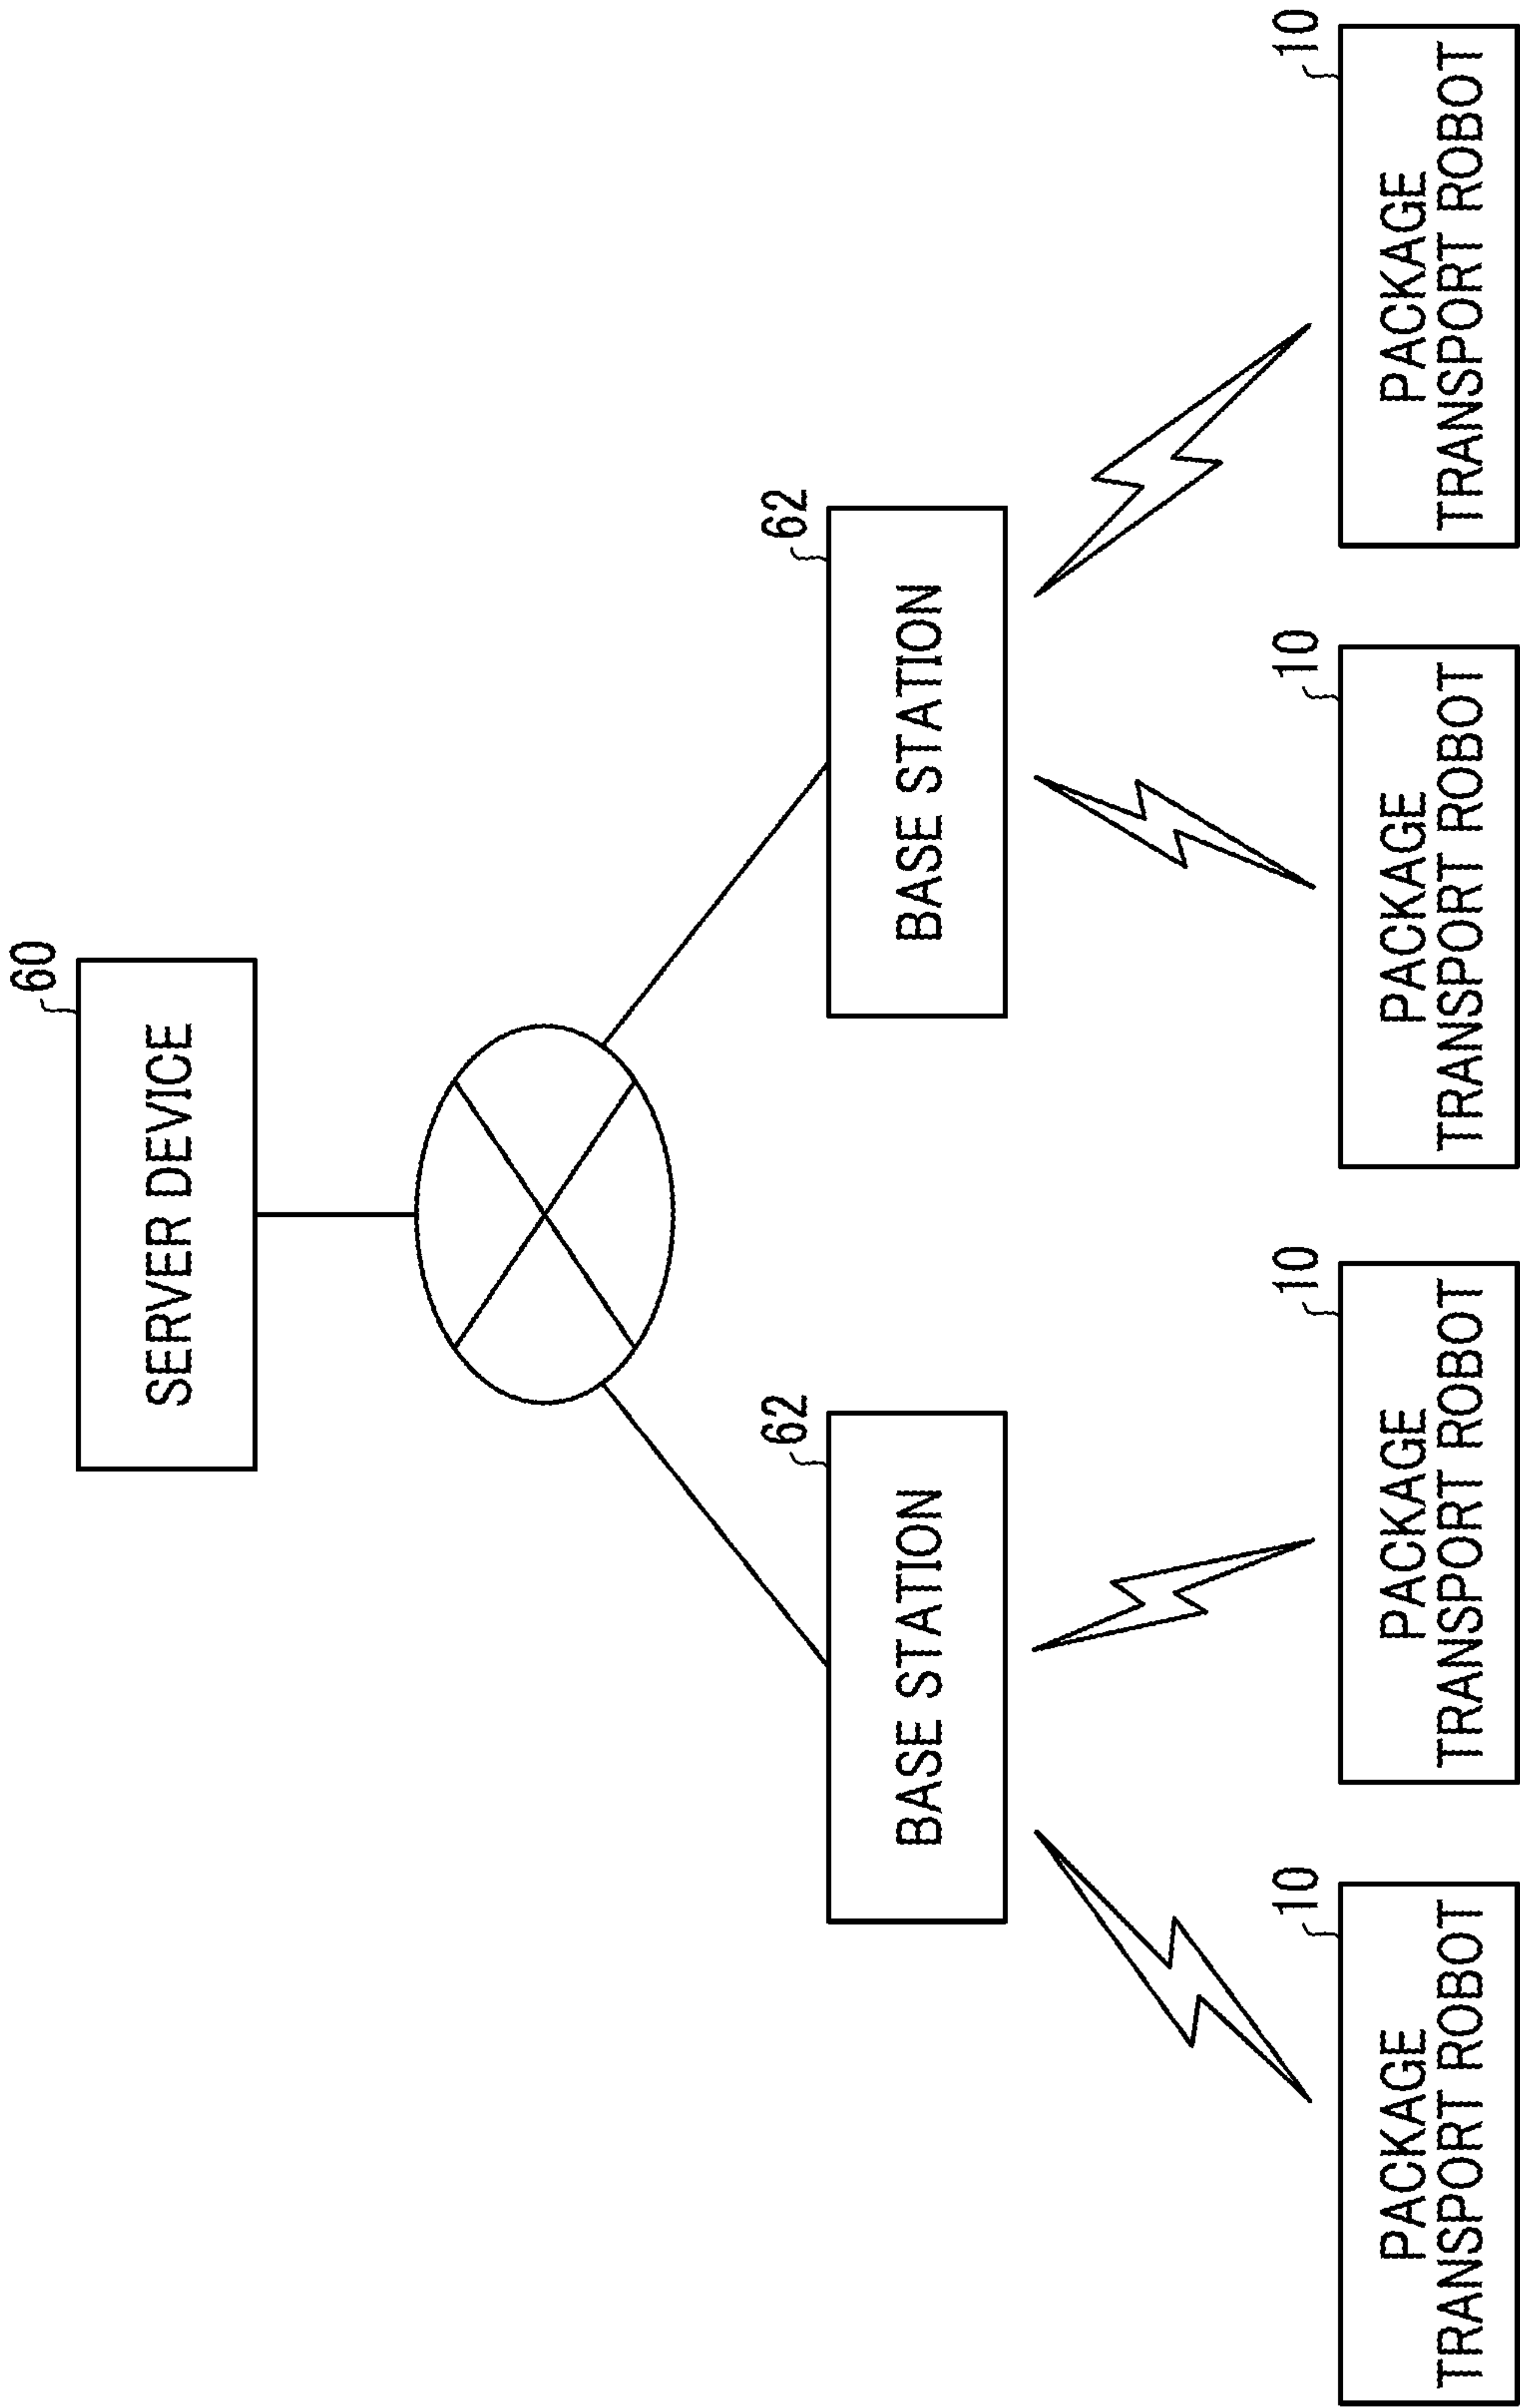 60
SERVER DEVICE
62
BASE STATION
62
BASE STATION
10
PACKAGE
TRANSPORT ROBOT
10
PACKAGE
TRANSPORT ROBOT
10
PACKAGE
TRANSPORT ROBOT
10
PACKAGE
TRANSPORT ROBOT